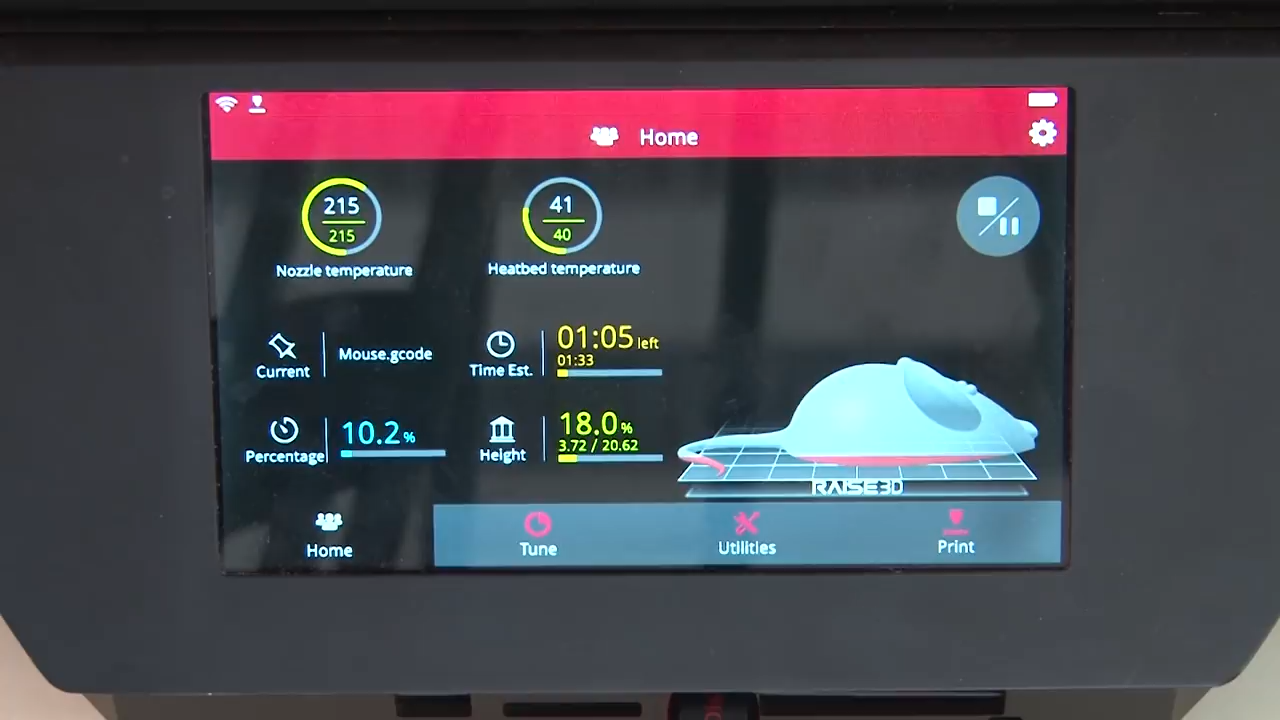 Home
215
215
Nozzle temperature
41
40
Heatbed temperature
Current
Mouse.gcode
Time Est.
01:05 left
01:33
Percentage
10.2 %
Height
18.0 %
3.72 / 20.62
RAISE3D
Home
Tune
Utilities
Print